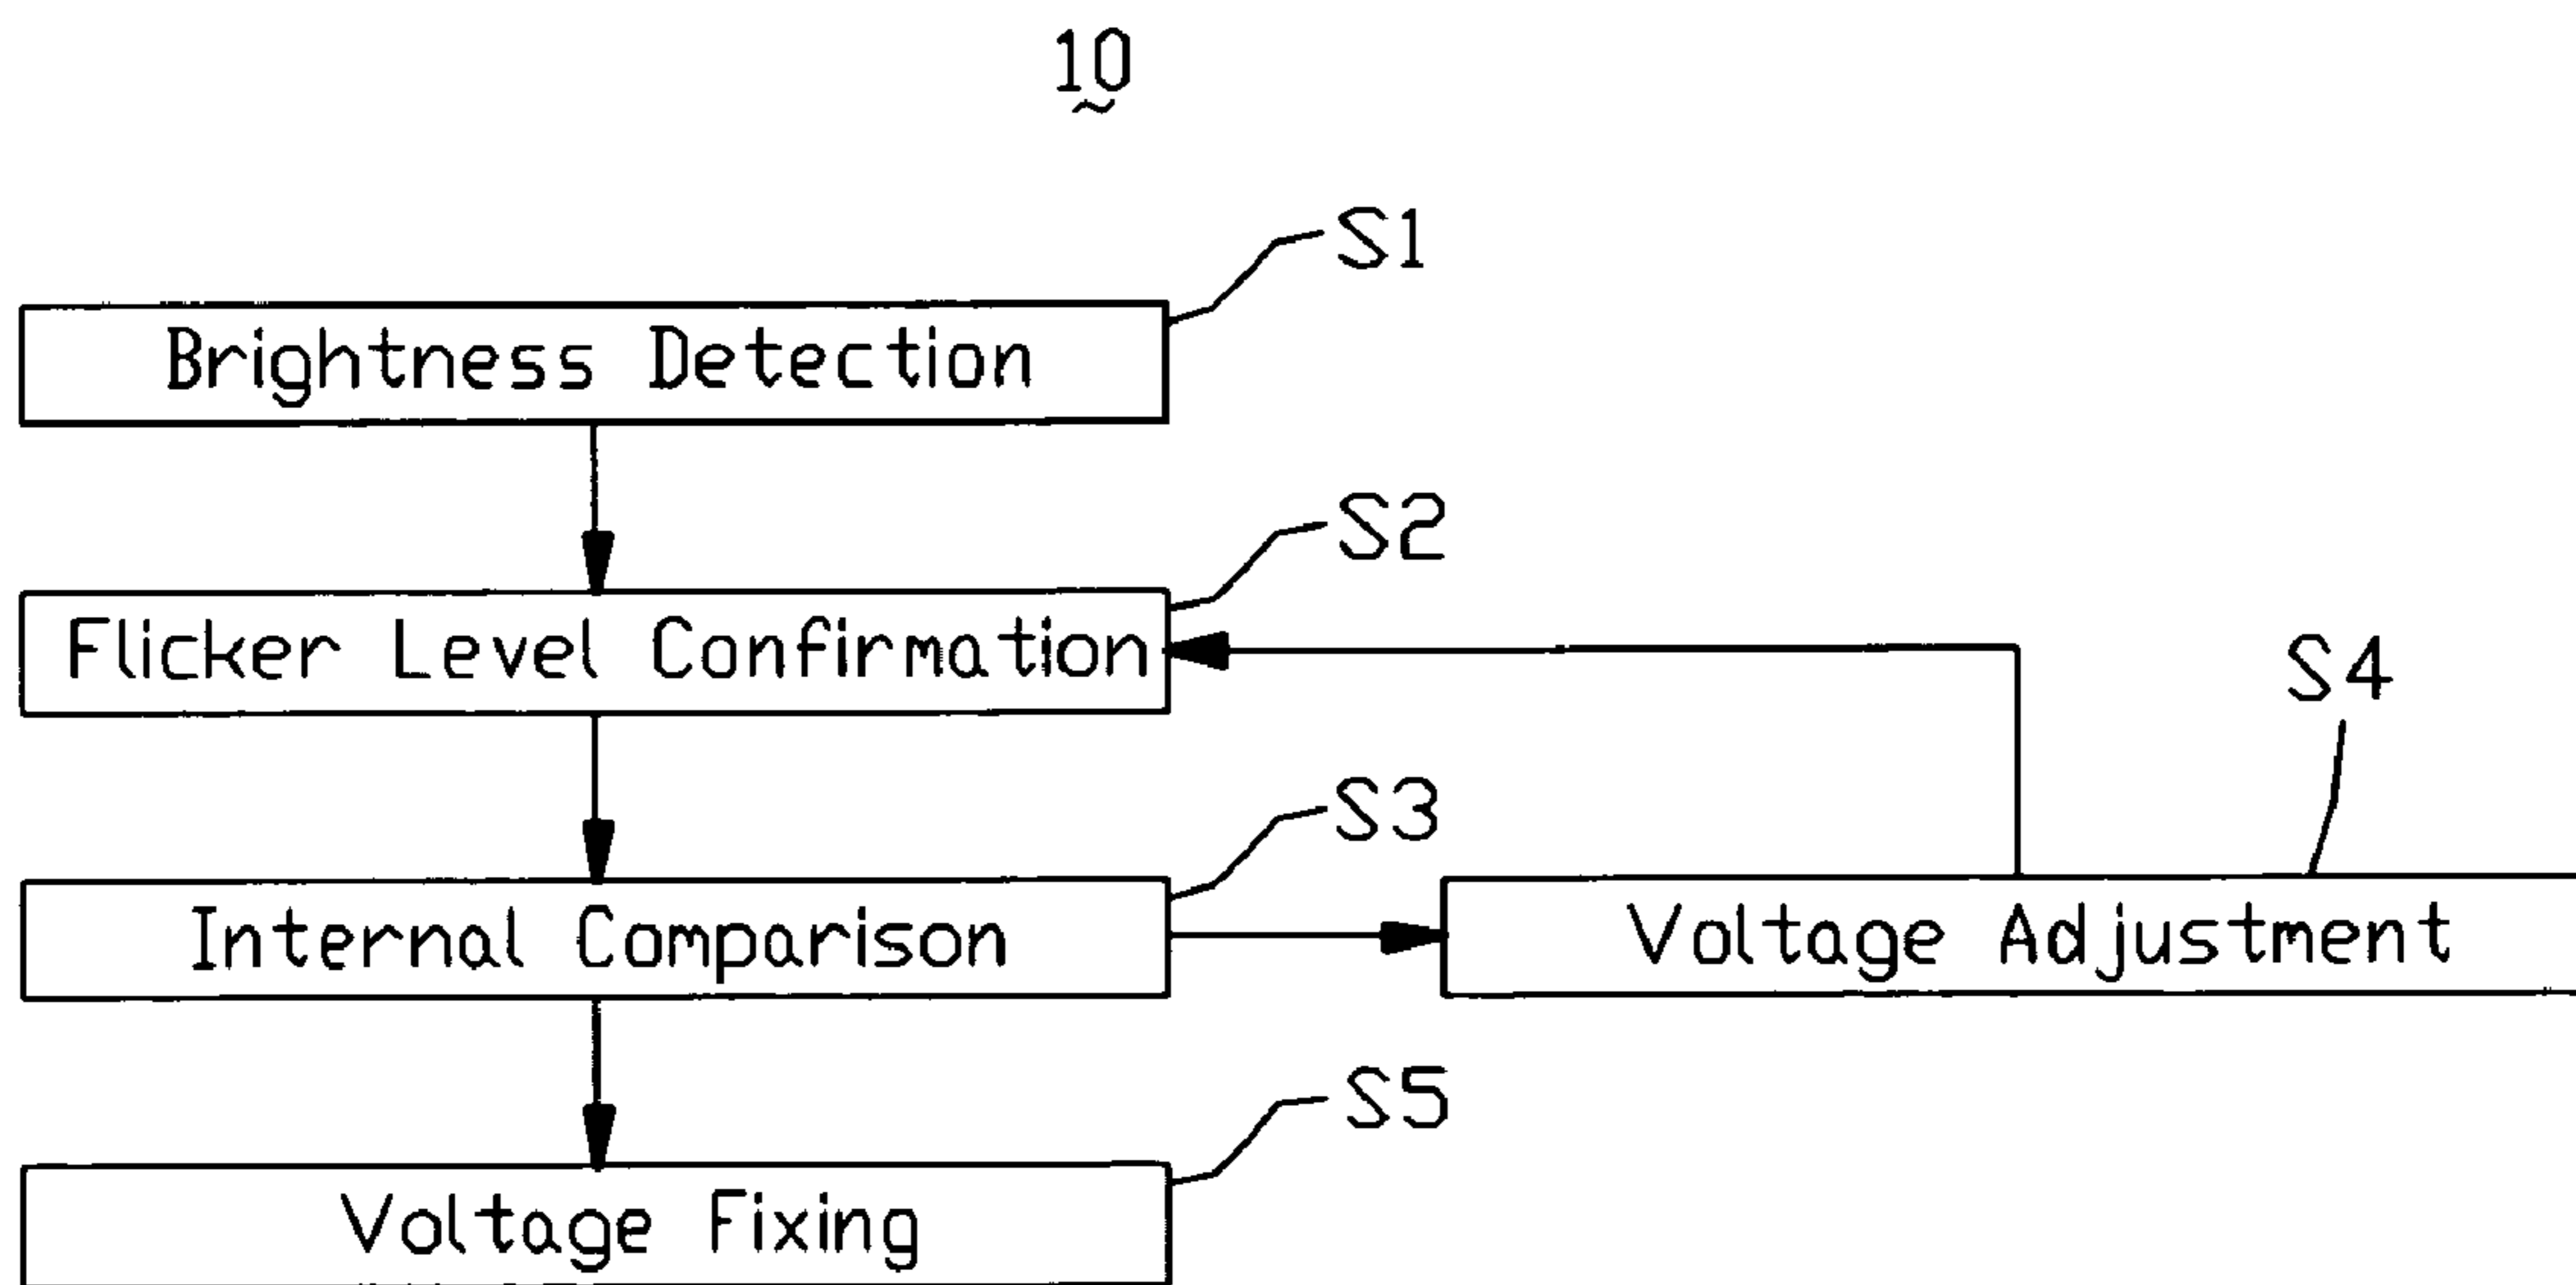 10
S1
Brightness Detection
S2
Flicker Level Confirmation
S4
S3
Internal Comparison
Voltage Adjustment
S5
Voltage Fixing